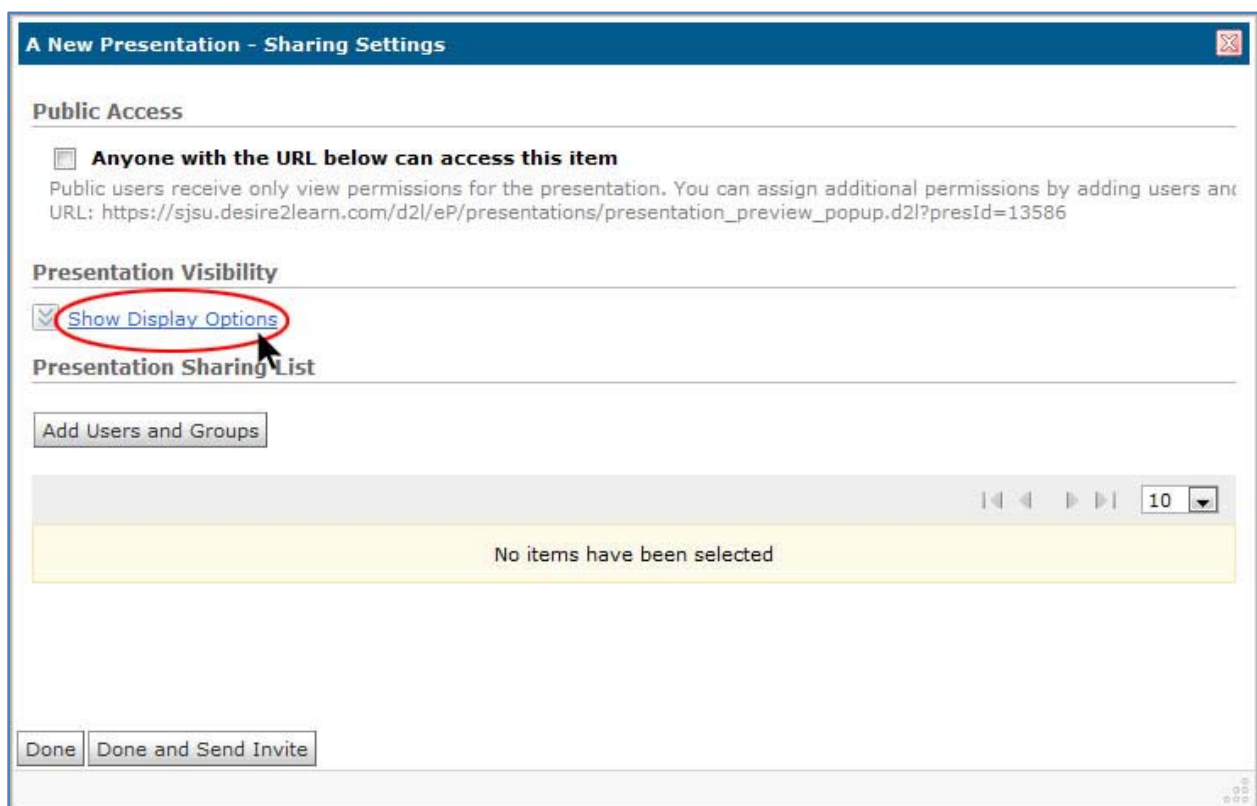 A New Presentation - Sharing Settings
Public Access
Anyone with the URL below can access this item
Public users receive only view permissions for the presentation. You can assign additional permissions by adding users and
URL: https://sjsu.desire2learn.com/d2l/eP/presentations/presentation_preview_popup.d2l?presId=13586
Presentation Visibility
Show Display Options
Presentation Sharing List
Add Users and Groups
10
No items have been selected
Done Done and Send Invite